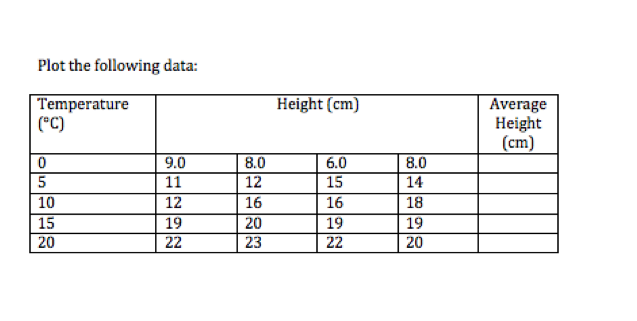 Plot the following data:
Temperature Height (cm) Average
(°C) Height
(cm)
0 9.0 8.0 6.0 8.0
5 11 12 15 14
10 12 16 16 18
15 19 20 19 19
20 22 23 22 20